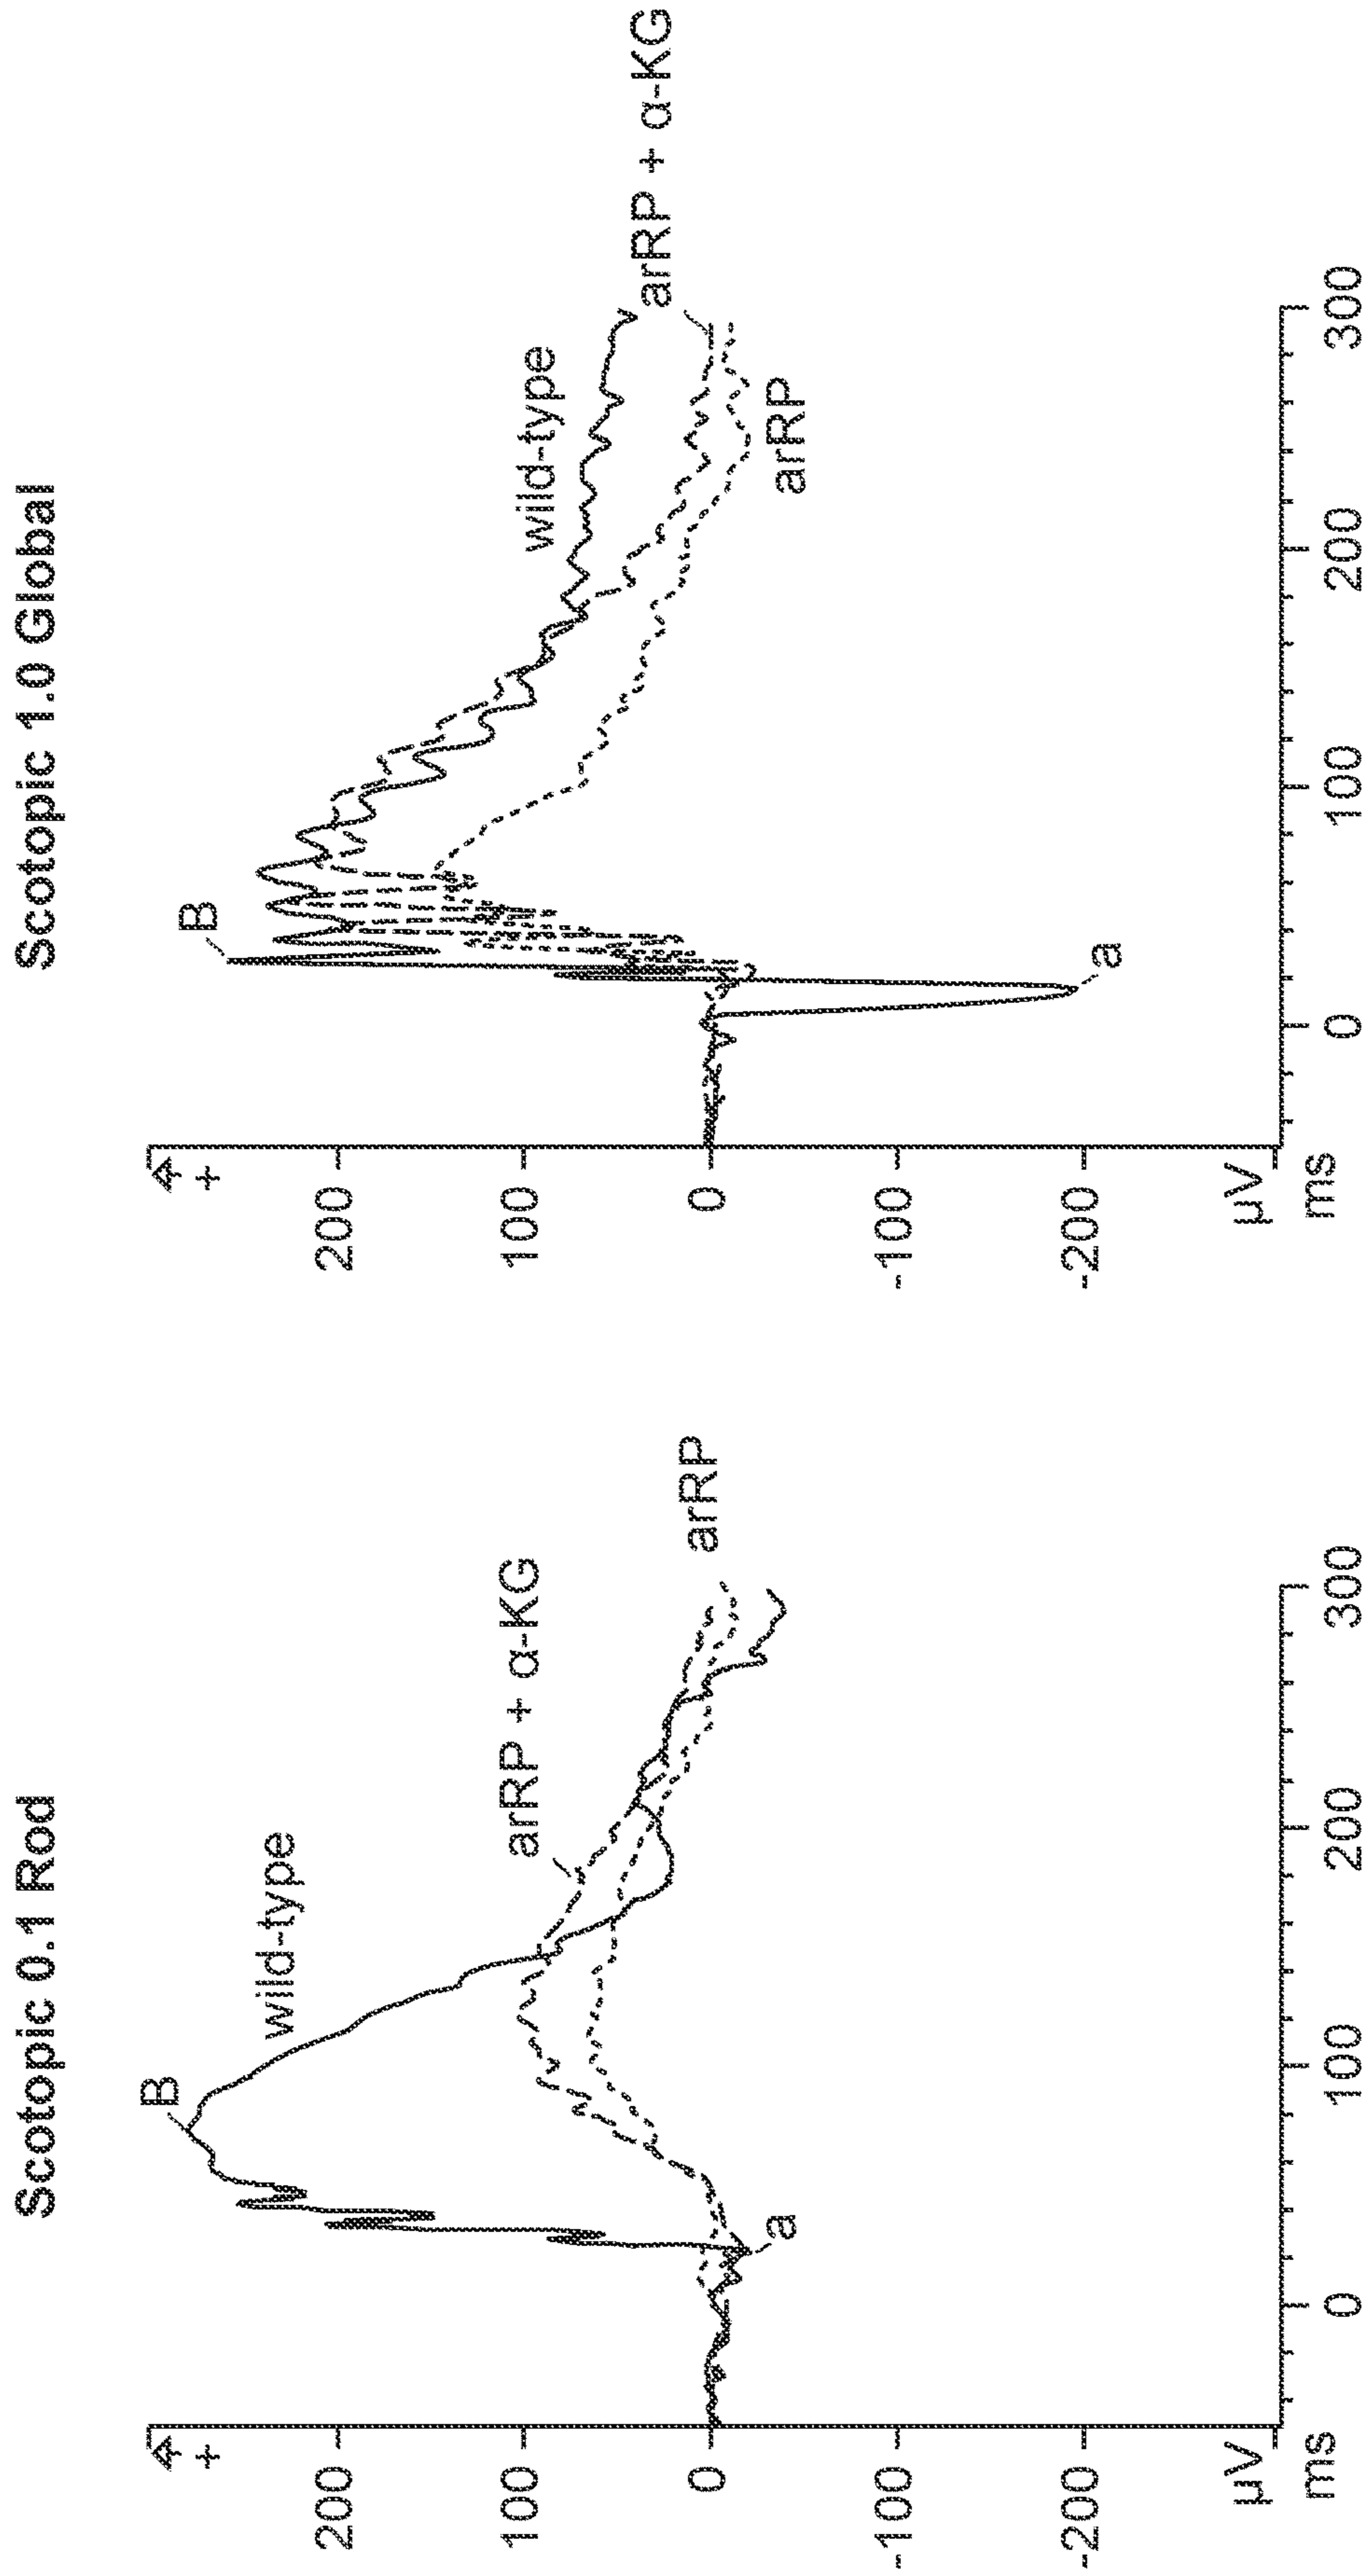 Scotopic 0.1 Rod
+
200
100
0
-100
-200
µV
ms
0
100
200
300
B
a
wild-type
arRP + α-KG
arRP
Scotopic 1.0 Global
+
200
100
0
-100
-200
µV
ms
0
100
200
300
B
a
wild-type
arRP + α-KG
arRP